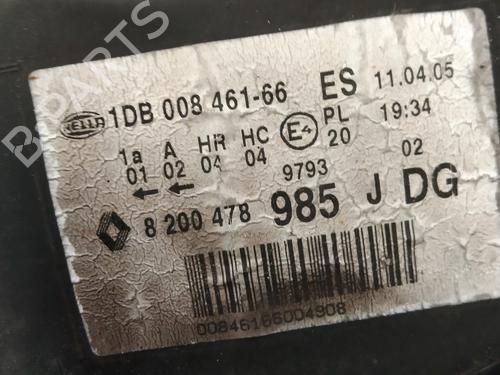 B-PARTS
HELLA 1DB 008 461-66 ES 11.04.05
1a A HR HC E4 PL 19:34
01 02 04 04 20
9793 02
8 200 478 985 J DG
00846166004908